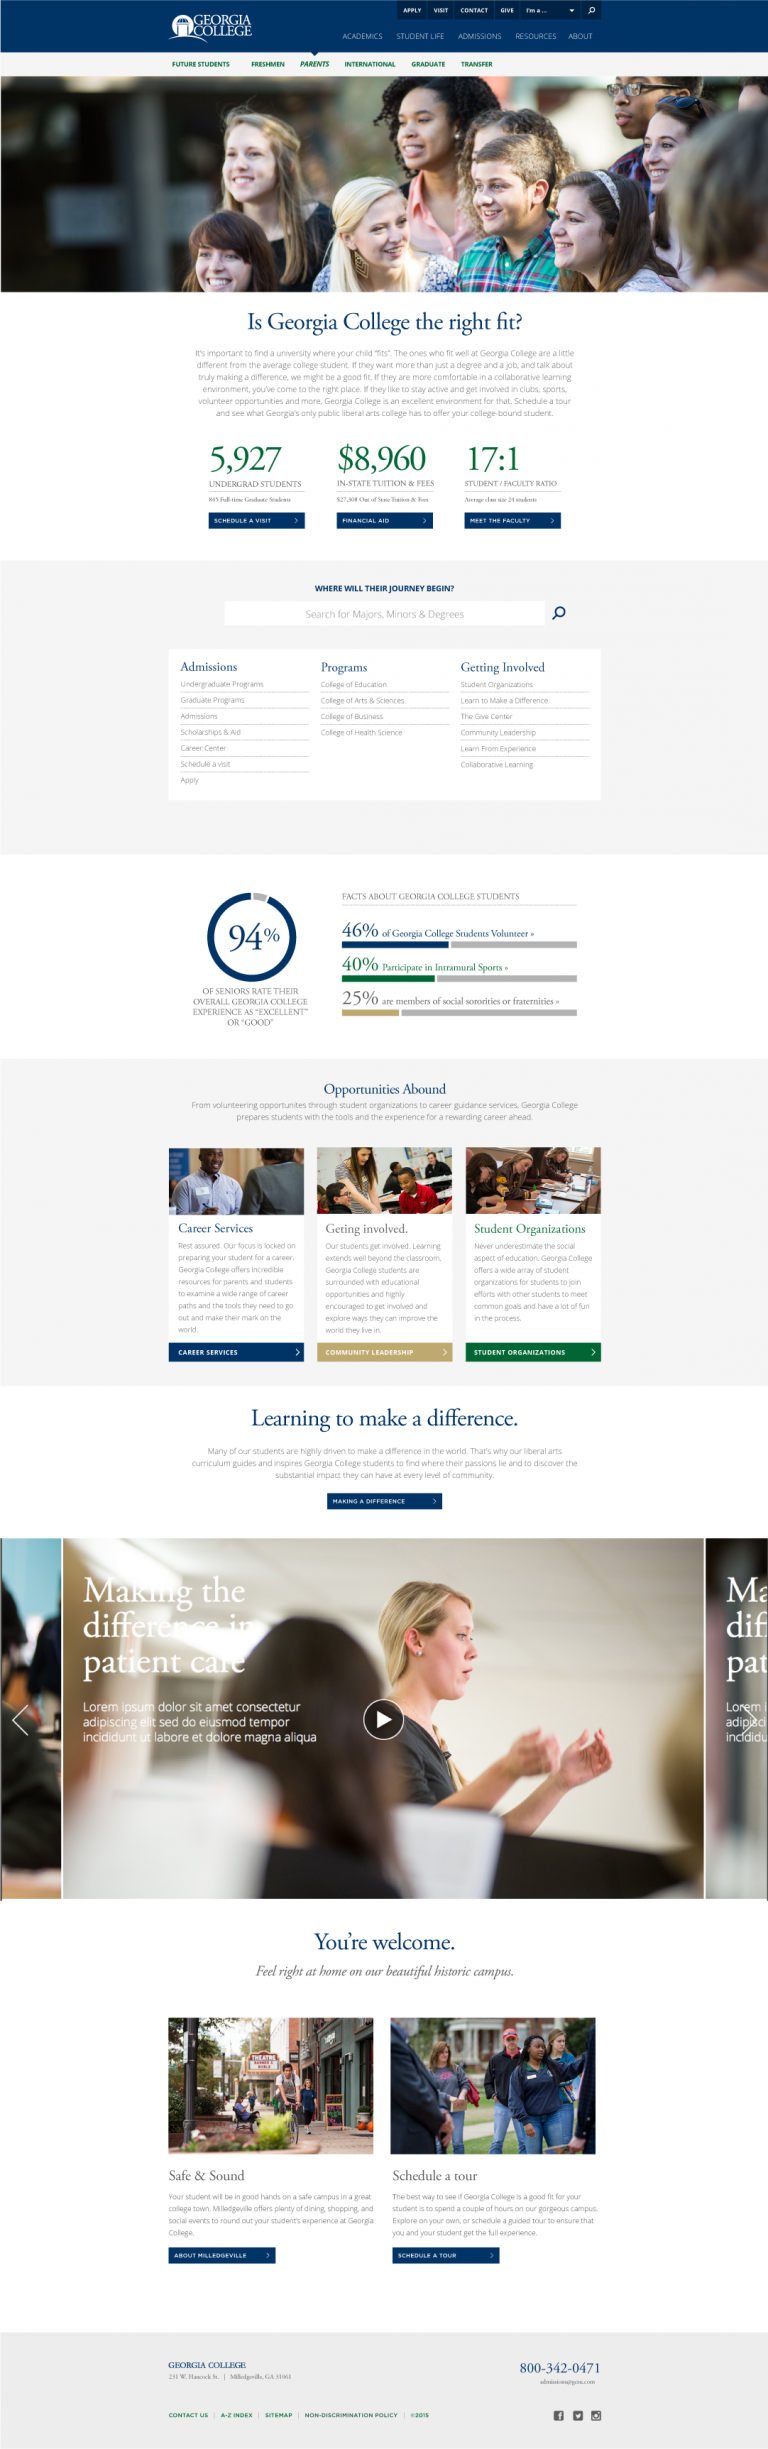 GEORGIA
COLLEGE
APPLY VISIT CONTACT GIVE I'm a ...
ACADEMICS STUDENT LIFE ADMISSIONS RESOURCES ABOUT
FUTURE STUDENTS FRESHMEN PARENTS INTERNATIONAL GRADUATE TRANSFER
Is Georgia College the right fit?
It's important to find a university where your child "fits". The ones who fit well at Georgia College are a little
different from the average college student. If they want more than just a degree and a job, and talk about
truly making a difference, we might be a good fit. If they are more comfortable in a collaborative learning
environment, you've come to the right place. If they like to stay active and get involved in clubs, sports,
volunteer opportunities and more, Georgia College is an excellent environment for that. Schedule a tour
and see what Georgia's only public liberal arts college has to offer your college-bound student.
5,927
UNDERGRAD STUDENTS
845 Full-time Graduate Students
SCHEDULE A VISIT
$8,960
IN-STATE TUITION & FEES
$27,308 Out of State Tuition & Fees
FINANCIAL AID
17:1
STUDENT / FACULTY RATIO
Average class size 24 students
MEET THE FACULTY
WHERE WILL THEIR JOURNEY BEGIN?
Search for Majors, Minors & Degrees
Admissions
Undergraduate Programs
Graduate Programs
Admissions
Scholarships & Aid
Career Center
Schedule a visit
Apply
Programs
College of Education
College of Arts & Sciences
College of Business
College of Health Science
Getting Involved
Student Organizations
Learn to Make a Difference
The Give Center
Community Leadership
Learn From Experience
Collaborative Learning
94%
OF SENIORS RATE THEIR
OVERALL GEORGIA COLLEGE
EXPERIENCE AS "EXCELLENT"
OR "GOOD"
FACTS ABOUT GEORGIA COLLEGE STUDENTS
46% of Georgia College Students Volunteer »
40% Participate in Intramural Sports »
25% are members of social sororities or fraternities »
Opportunities Abound
From volunteering opportunites through student organizations to career guidance services, Georgia College
prepares students with the tools and the experience for a rewarding career ahead.
Career Services
Rest assured. Our focus is locked on
preparing your student for a career.
Georgia College offers incredible
resources for parents and students
to examine a wide range of career
paths and the tools they need to go
out and make their mark on the
world.
CAREER SERVICES
Geting involved.
Our students get involved. Learning
extends well beyond the classroom.
Georgia College students are
surrounded with educational
opportunities and highly
encouraged to get involved and
explore ways they can improve the
world they live in.
COMMUNITY LEADERSHIP
Student Organizations
Never underestimate the social
aspect of education. Georgia College
offers a wide array of student
organizations for students to join
efforts with other students to meet
common goals and have a lot of fun
in the process.
STUDENT ORGANIZATIONS
Learning to make a difference.
Many of our students are highly driven to make a difference in the world. That's why our liberal arts
curriculum guides and inspires Georgia College students to find where their passions lie and to discover the
substantial impact they can have at every level of community.
MAKING A DIFFERENCE
Making the
difference in
patient care
Lorem ipsum dolor sit amet consectetur
adipiscing elit sed do eiusmod tempor
incididunt ut labore et dolore magna aliqua
Ma
dif
pat
Lorem i
adipisci
incididu
You're welcome.
Feel right at home on our beautiful historic campus.
THEATRE
Safe & Sound
Your student will be in good hands on a safe campus in a great
college town. Milledgeville offers plenty of dining, shopping, and
social events to round out your student's experience at Georgia
College.
ABOUT MILLEDGEVILLE
Schedule a tour
The best way to see if Georgia College is a good fit for your
student is to spend a couple of hours on our gorgeous campus.
Explore on your own, or schedule a guided tour to ensure that
you and your student get the full experience.
SCHEDULE A TOUR
GEORGIA COLLEGE
231 W. Hancock St. | Milledgeville, GA 31061
800-342-0471
admissions@gcsu.com
CONTACT US | A-Z INDEX | SITEMAP | NON-DISCRIMINATION POLICY | ©2015